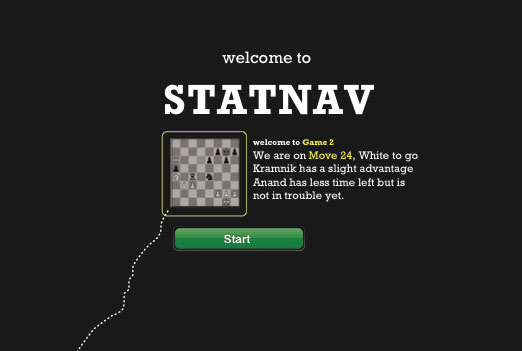 welcome to
STATNAV
welcome to Game 2
We are on Move 24, White to go
Kramnik has a slight advantage
Anand has less time left but is
not in trouble yet.
Start